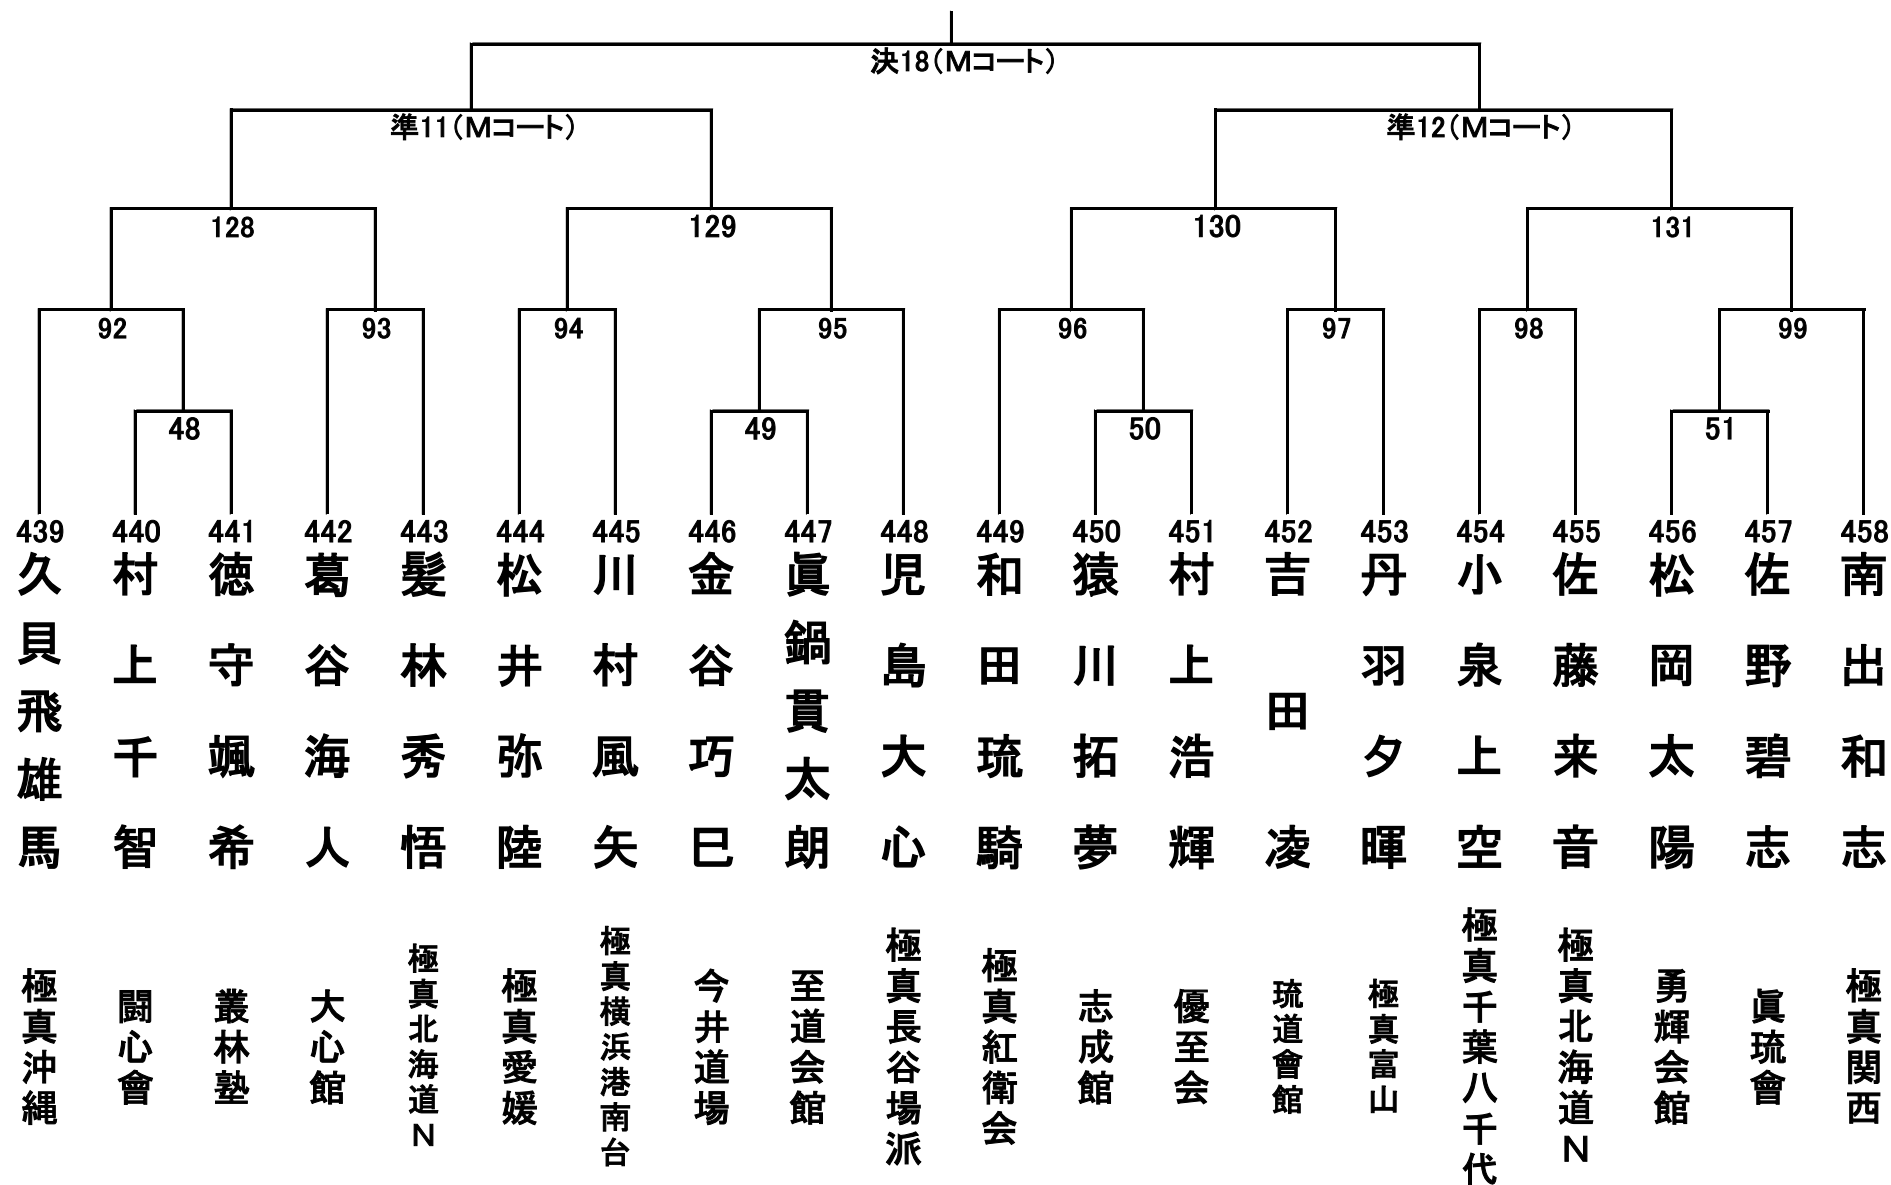 決18（Mコート）
準11（Mコート）
準12（Mコート）
128
129
130
131
92
93
94
95
96
97
98
99
48
49
50
51
439
440
441
442
443
444
445
446
447
448
449
450
451
452
453
454
455
456
457
458
久貝飛雄馬
村上千智
徳守颯希
葛谷海人
髪林秀悟
松井弥陸
川村風矢
金谷巧巳
眞鍋貫太朗
児島大心
和田琉騎
猿川拓夢
村上浩輝
吉田凌
丹羽夕暉
小泉上空
佐藤来音
松岡太陽
佐野碧志
南出和志
極真沖縄
闘心會
叢林塾
大心館
極真北海道N
極真愛媛
極真横浜港南台
今井道場
至道会館
極真長谷場派
極真紅衛会
志成館
優至会
琉道會館
極真富山
極真千葉八千代
極真北海道N
勇輝会館
眞琉會
極真関西